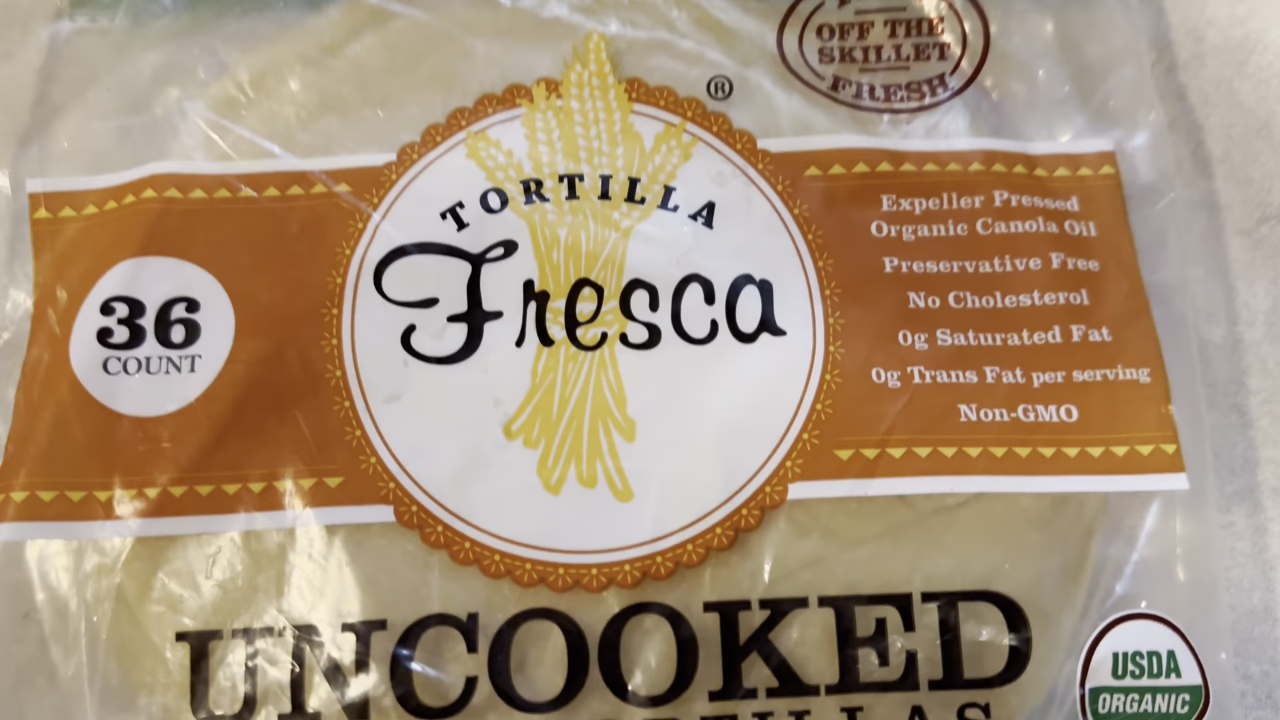 OFF THE
SKILLET
FRESH
®
TORTILLA
Fresca
36
COUNT
Expeller Pressed
Organic Canola Oil
Preservative Free
No Cholesterol
0g Saturated Fat
0g Trans Fat per serving
Non-GMO
UNCOOKED
USDA
ORGANIC